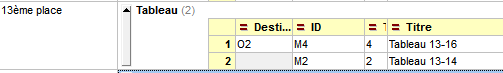 13ème place
Tableau (2)
= Desti... = ID = T = Titre
1 O2 M4 4 Tableau 13-16
2 M2 2 Tableau 13-14